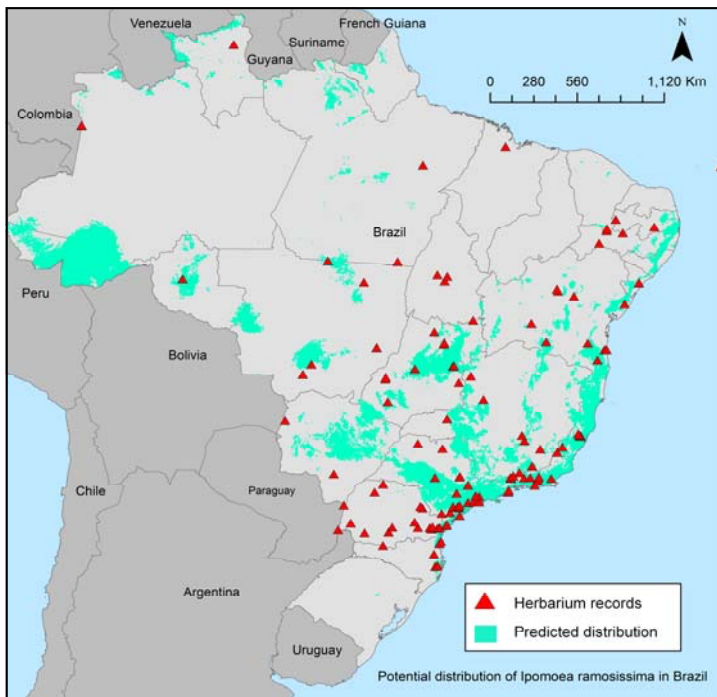 Venezuela
French Guiana
Suriname
Guyana
N
0 280 560 1,120 Km
Colombia
Brazil
Peru
Bolivia
Chile
Paraguay
Argentina
Uruguay
Herbarium records
Predicted distribution
Potential distribution of Ipomoea ramosissima in Brazil